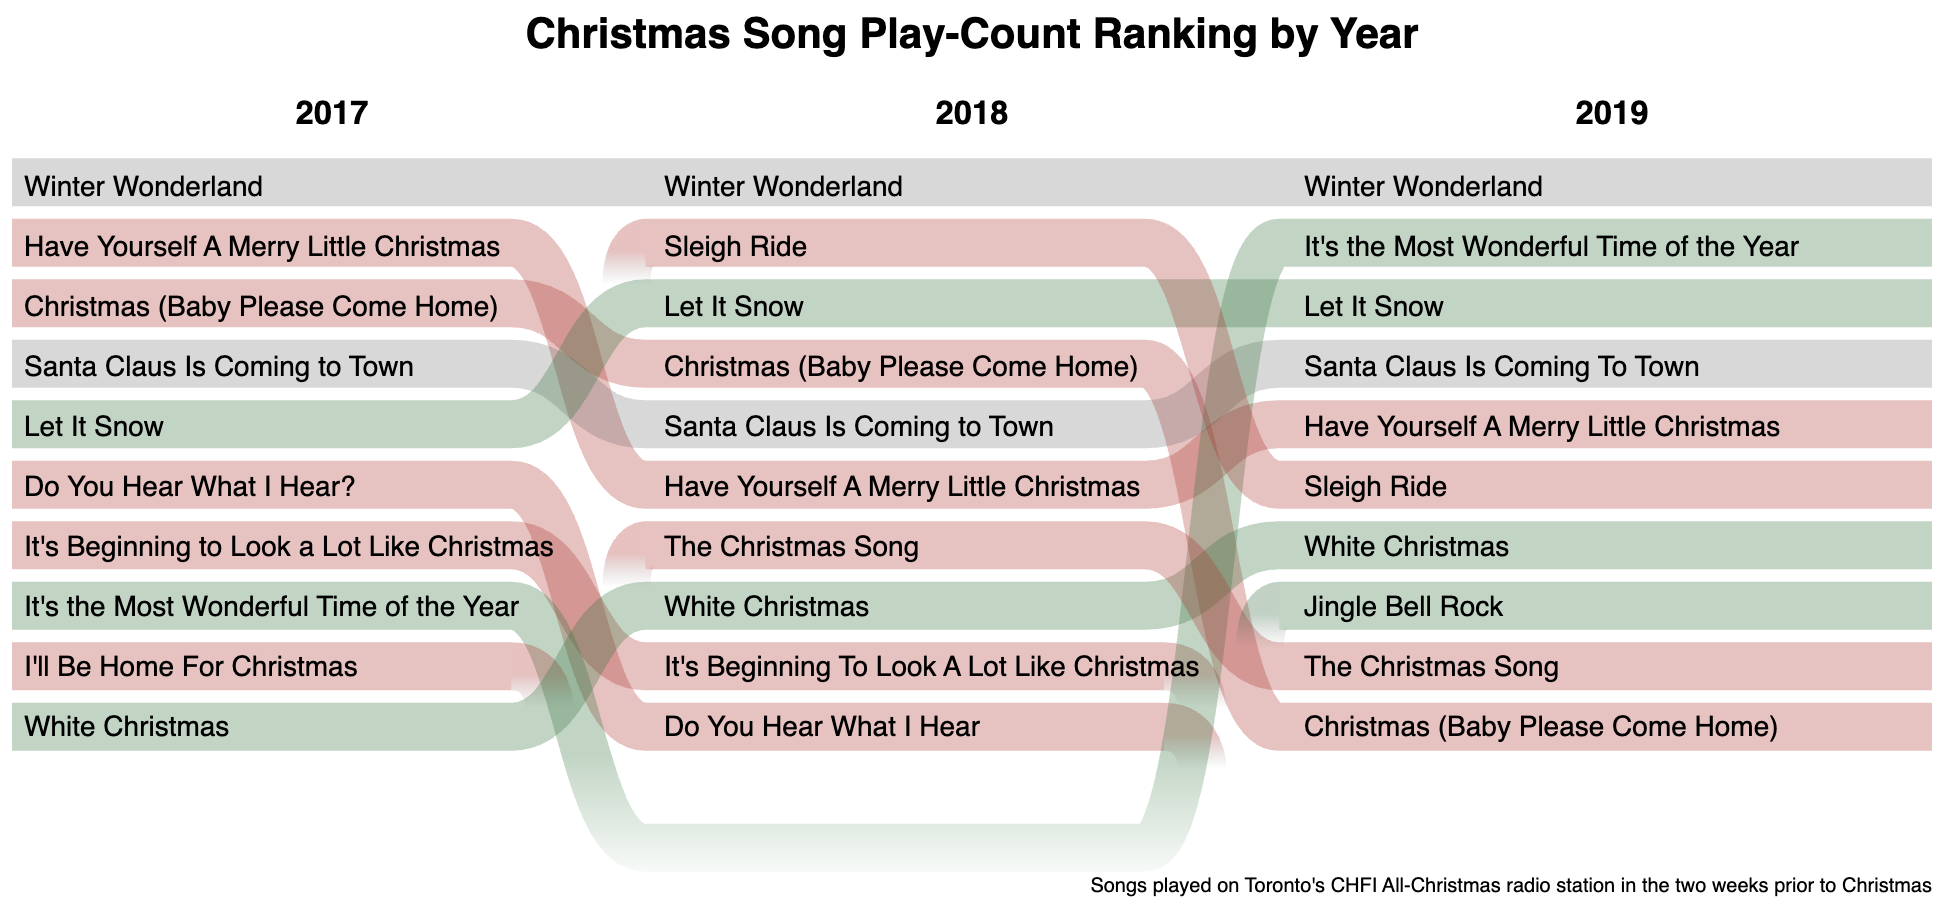 Christmas Song Play-Count Ranking by Year
2017
2018
2019
Winter Wonderland
Winter Wonderland
Winter Wonderland
Have Yourself A Merry Little Christmas
Sleigh Ride
It's the Most Wonderful Time of the Year
Christmas (Baby Please Come Home)
Let It Snow
Let It Snow
Santa Claus Is Coming to Town
Christmas (Baby Please Come Home)
Santa Claus Is Coming To Town
Let It Snow
Santa Claus Is Coming to Town
Have Yourself A Merry Little Christmas
Do You Hear What I Hear?
Have Yourself A Merry Little Christmas
Sleigh Ride
It's Beginning to Look a Lot Like Christmas
The Christmas Song
White Christmas
It's the Most Wonderful Time of the Year
White Christmas
Jingle Bell Rock
I'll Be Home For Christmas
It's Beginning To Look A Lot Like Christmas
The Christmas Song
White Christmas
Do You Hear What I Hear
Christmas (Baby Please Come Home)
Songs played on Toronto's CHFI All-Christmas radio station in the two weeks prior to Christmas